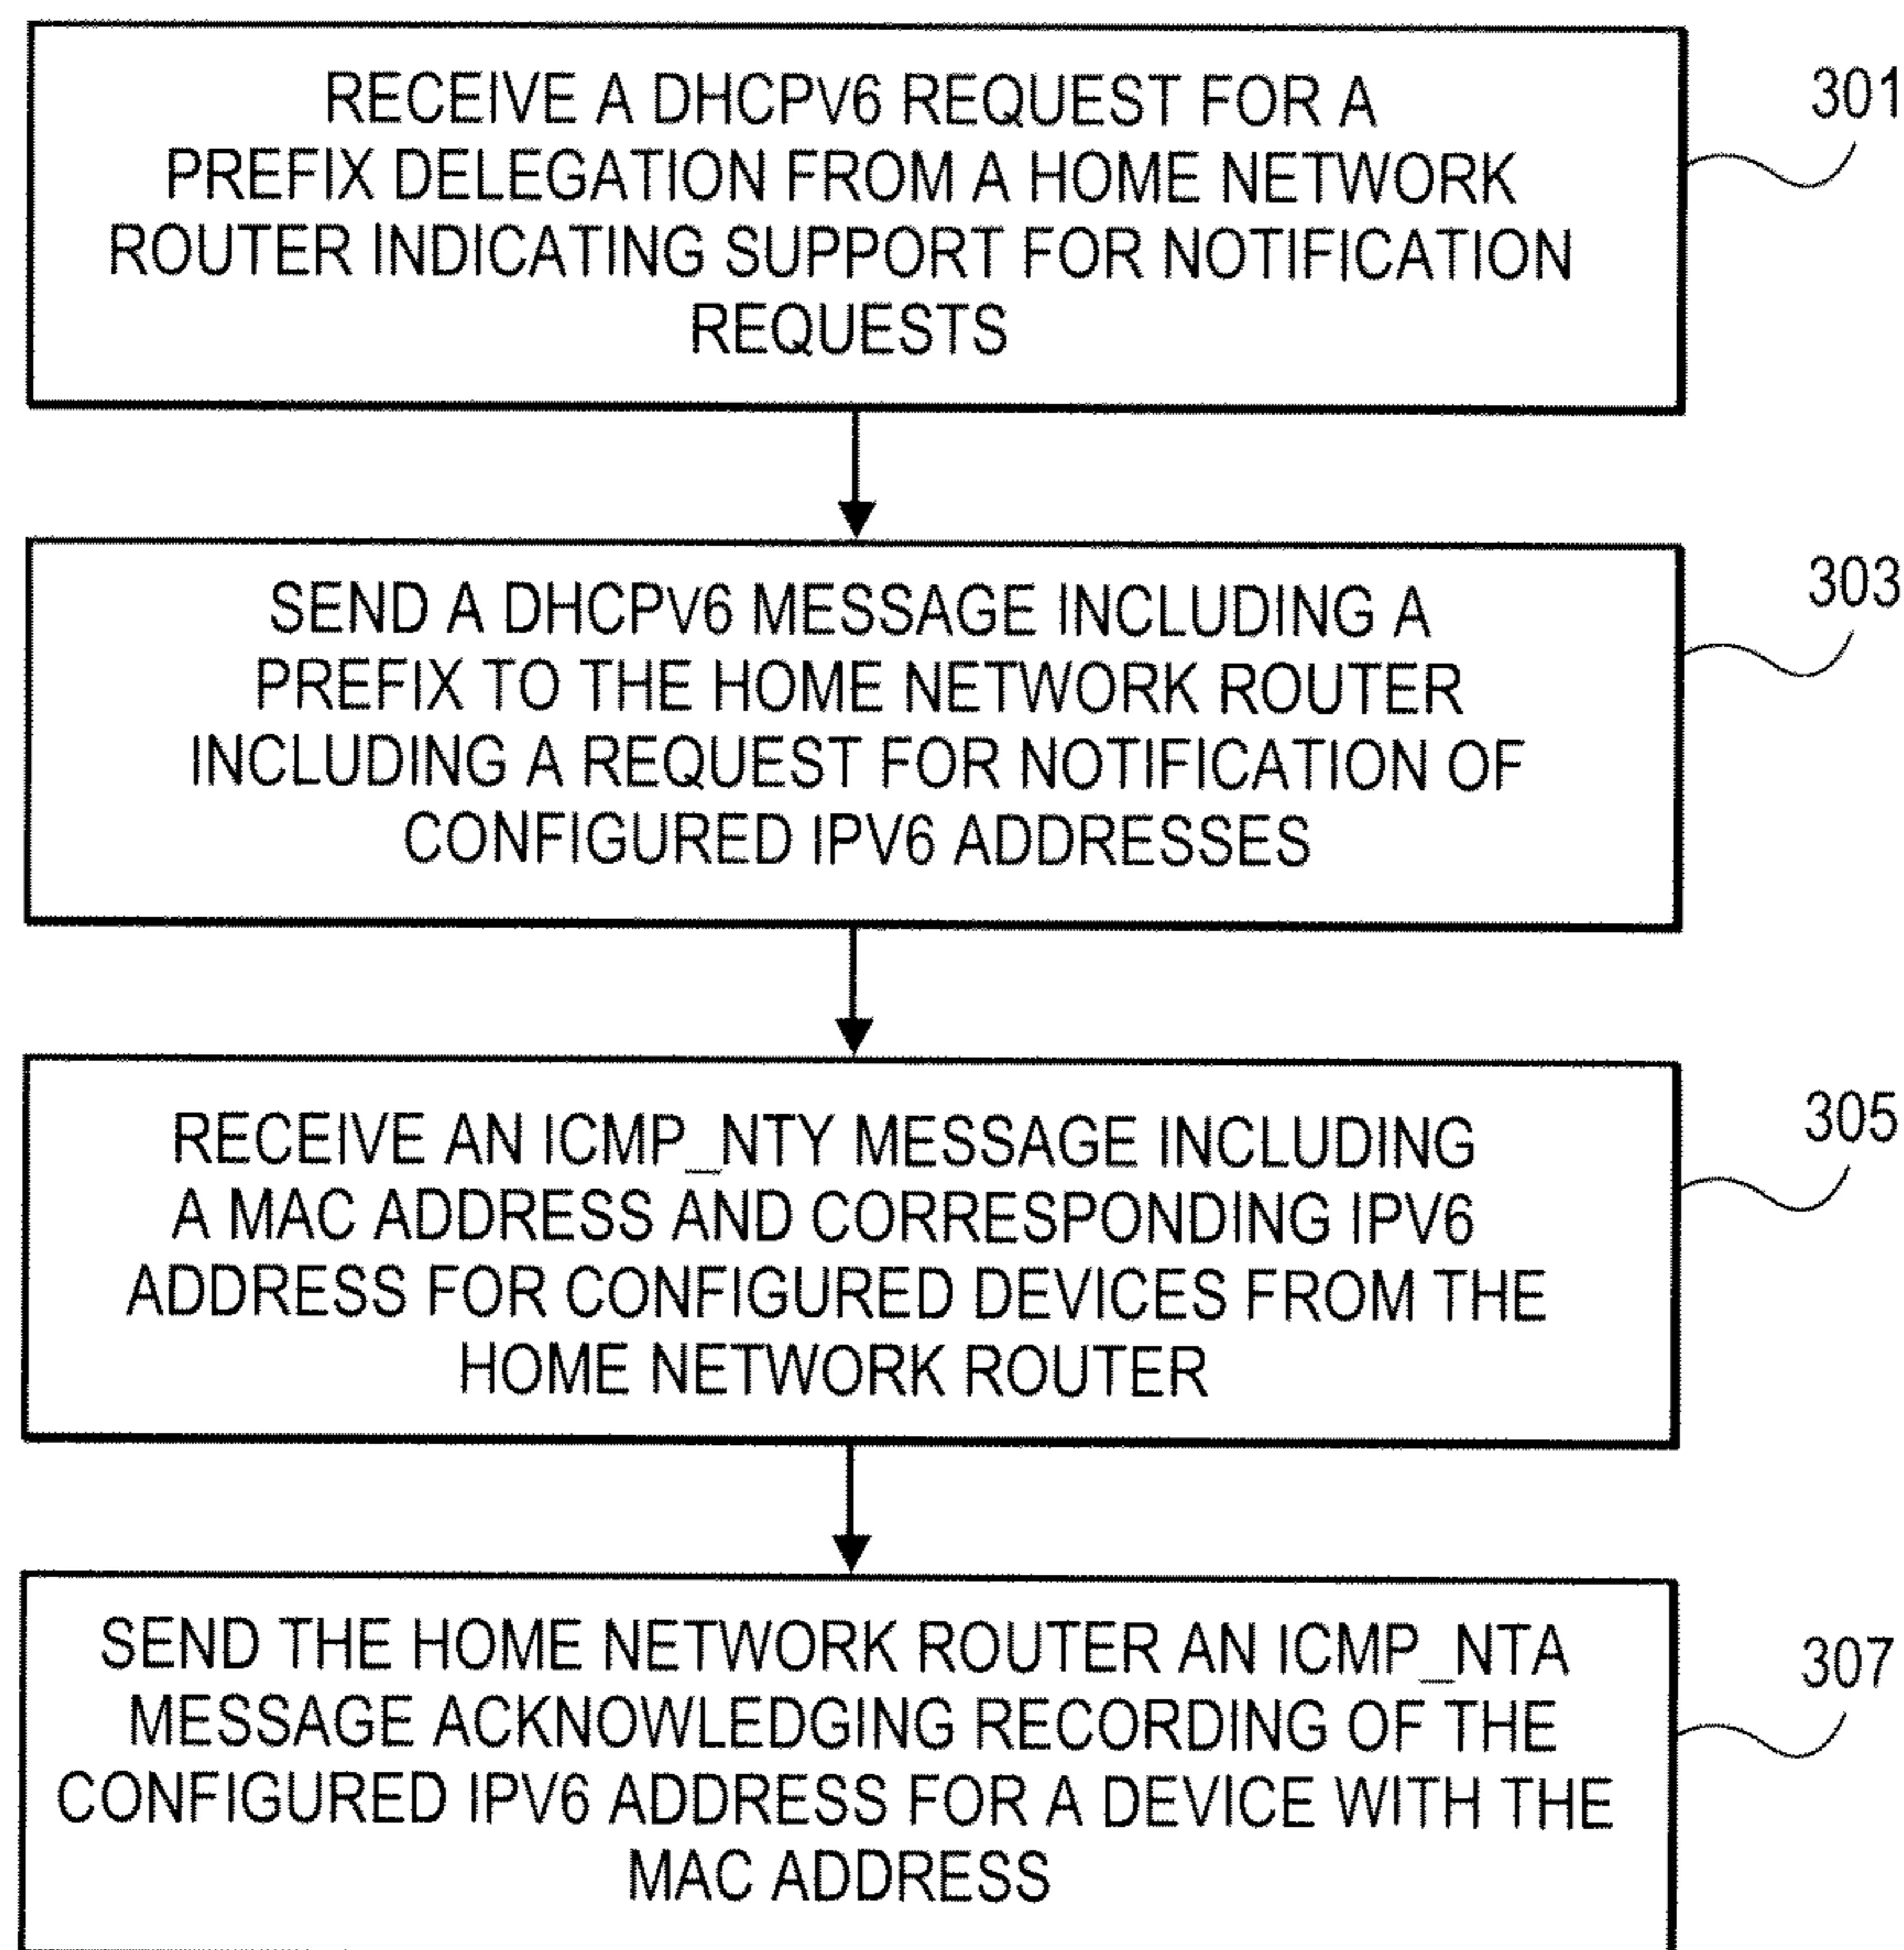 RECEIVE A DHCPV6 REQUEST FOR A
PREFIX DELEGATION FROM A HOME NETWORK
ROUTER INDICATING SUPPORT FOR NOTIFICATION
REQUESTS
301
SEND A DHCPV6 MESSAGE INCLUDING A
PREFIX TO THE HOME NETWORK ROUTER
INCLUDING A REQUEST FOR NOTIFICATION OF
CONFIGURED IPV6 ADDRESSES
303
RECEIVE AN ICMP_NTY MESSAGE INCLUDING
A MAC ADDRESS AND CORRESPONDING IPV6
ADDRESS FOR CONFIGURED DEVICES FROM THE
HOME NETWORK ROUTER
305
SEND THE HOME NETWORK ROUTER AN ICMP_NTA
MESSAGE ACKNOWLEDGING RECORDING OF THE
CONFIGURED IPV6 ADDRESS FOR A DEVICE WITH THE
MAC ADDRESS
307